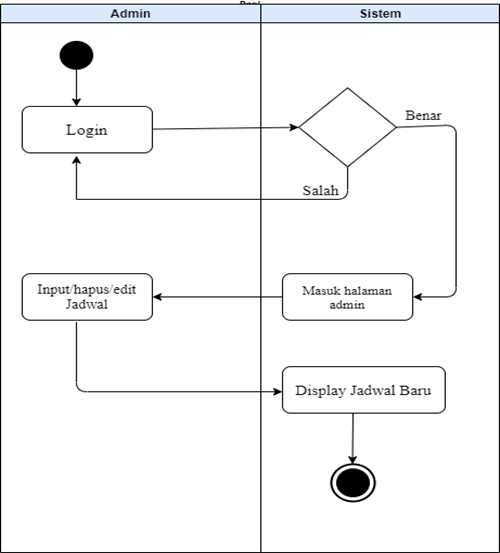 Admin
Sistem
Login
Benar
Salah
Input/hapus/edit
Jadwal
Masuk halaman
admin
Display Jadwal Baru